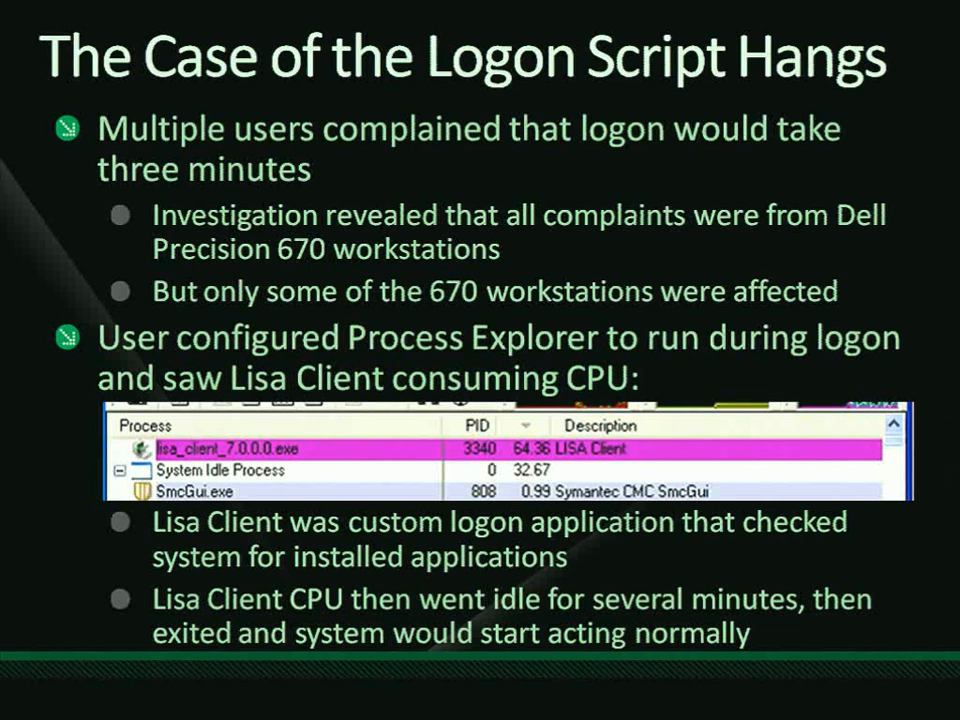 The Case of the Logon Script Hangs
Multiple users complained that logon would take
three minutes
Investigation revealed that all complaints were from Dell
Precision 670 workstations
But only some of the 670 workstations were affected
User configured Process Explorer to run during logon
and saw Lisa Client consuming CPU:
Process PID Description
lisa_client_7.0.0.0.exe 3340 64.36 LISA Client
System Idle Process 0 32.67
SmcGui.exe 808 0.99 Symantec CMC SmcGui
Lisa Client was custom logon application that checked
system for installed applications
Lisa Client CPU then went idle for several minutes, then
exited and system would start acting normally